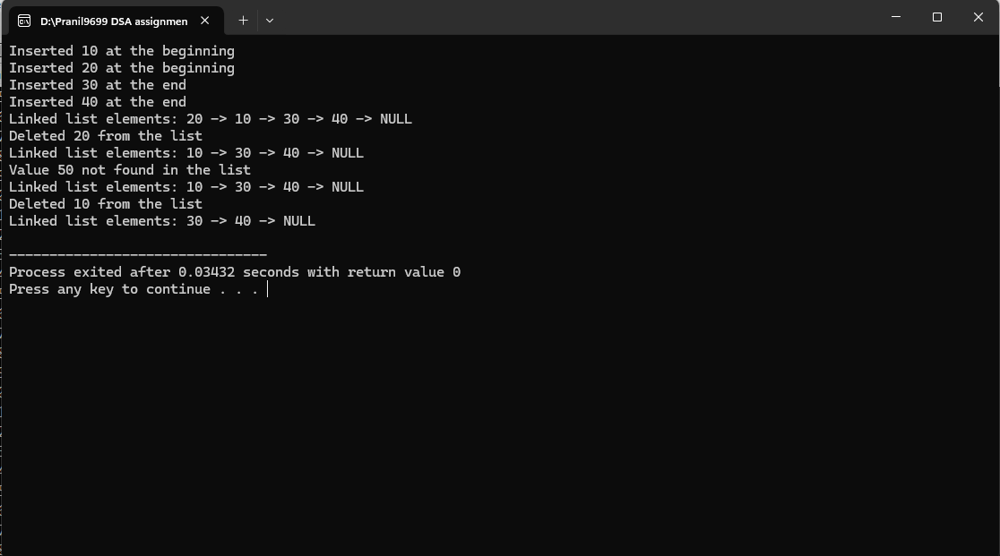 D:\Pranil9699 DSA assignmen
Inserted 10 at the beginning
Inserted 20 at the beginning
Inserted 30 at the end
Inserted 40 at the end
Linked list elements: 20 -> 10 -> 30 -> 40 -> NULL
Deleted 20 from the list
Linked list elements: 10 -> 30 -> 40 -> NULL
Value 50 not found in the list
Linked list elements: 10 -> 30 -> 40 -> NULL
Deleted 10 from the list
Linked list elements: 30 -> 40 -> NULL
--------------------------------
Process exited after 0.03432 seconds with return value 0
Press any key to continue . . .